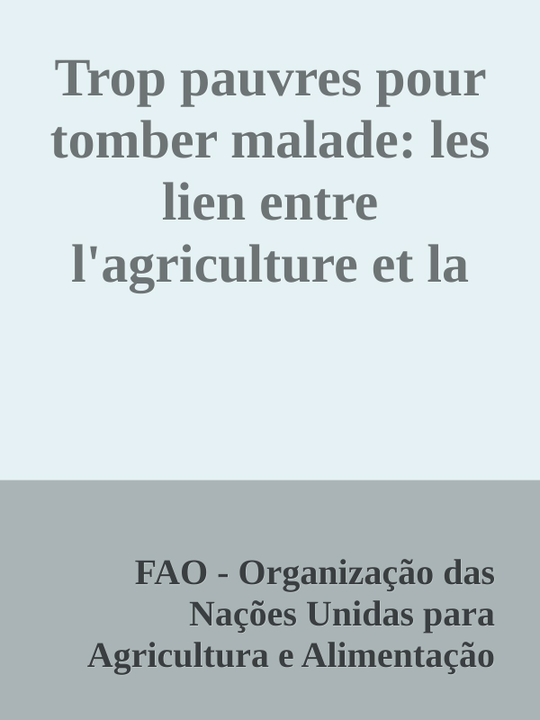 Trop pauvres pour
tomber malade: les
lien entre
l'agriculture et la
FAO - Organização das
Nações Unidas para
Agricultura e Alimentação